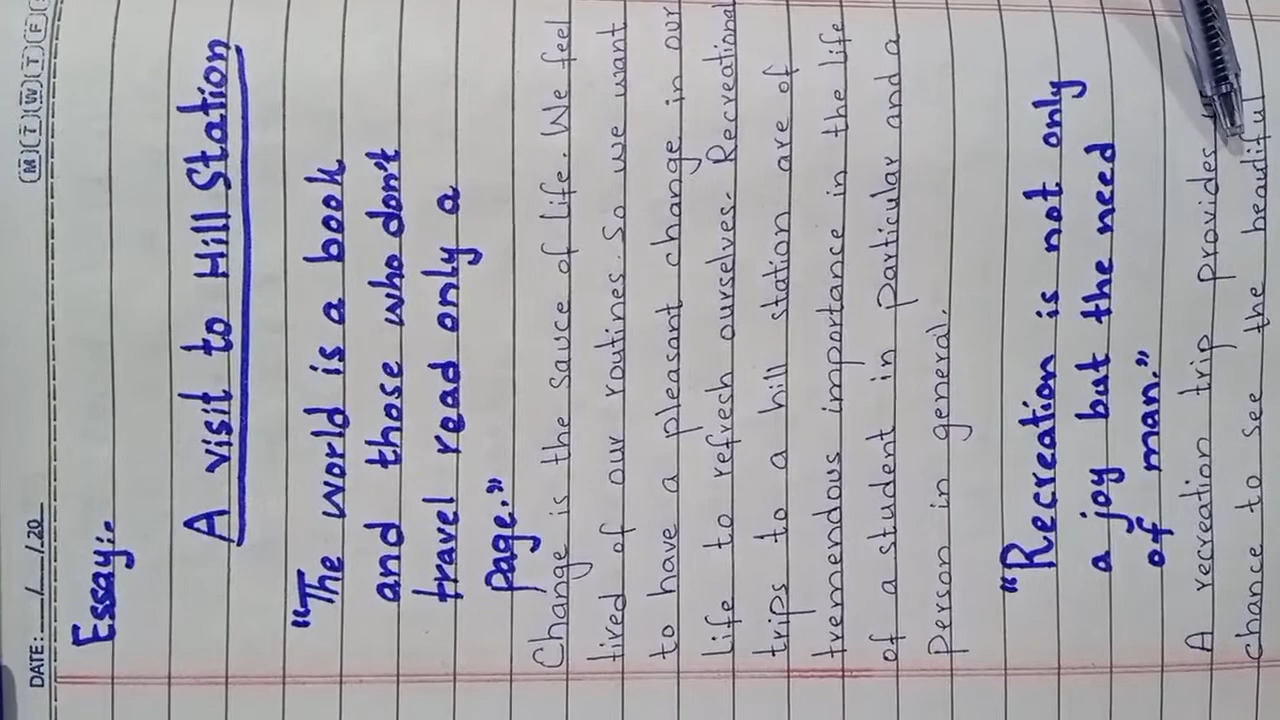 DATE: __/__/20__
M T W T F S
Essay:-
A visit to Hill Station
"The world is a book
and those who don't
travel read only a
page."
Change is the sauce of life. We feel
tired of our routines. So we want
to have a pleasant change in our
life to refresh ourselves. Recreational
trips to a hill station are of
tremendous importance in the life
of a student in particular and a
Person in general.
"Recreation is not only
a joy but the need
of man."
A recreation trip provides
chance to see the beautiful